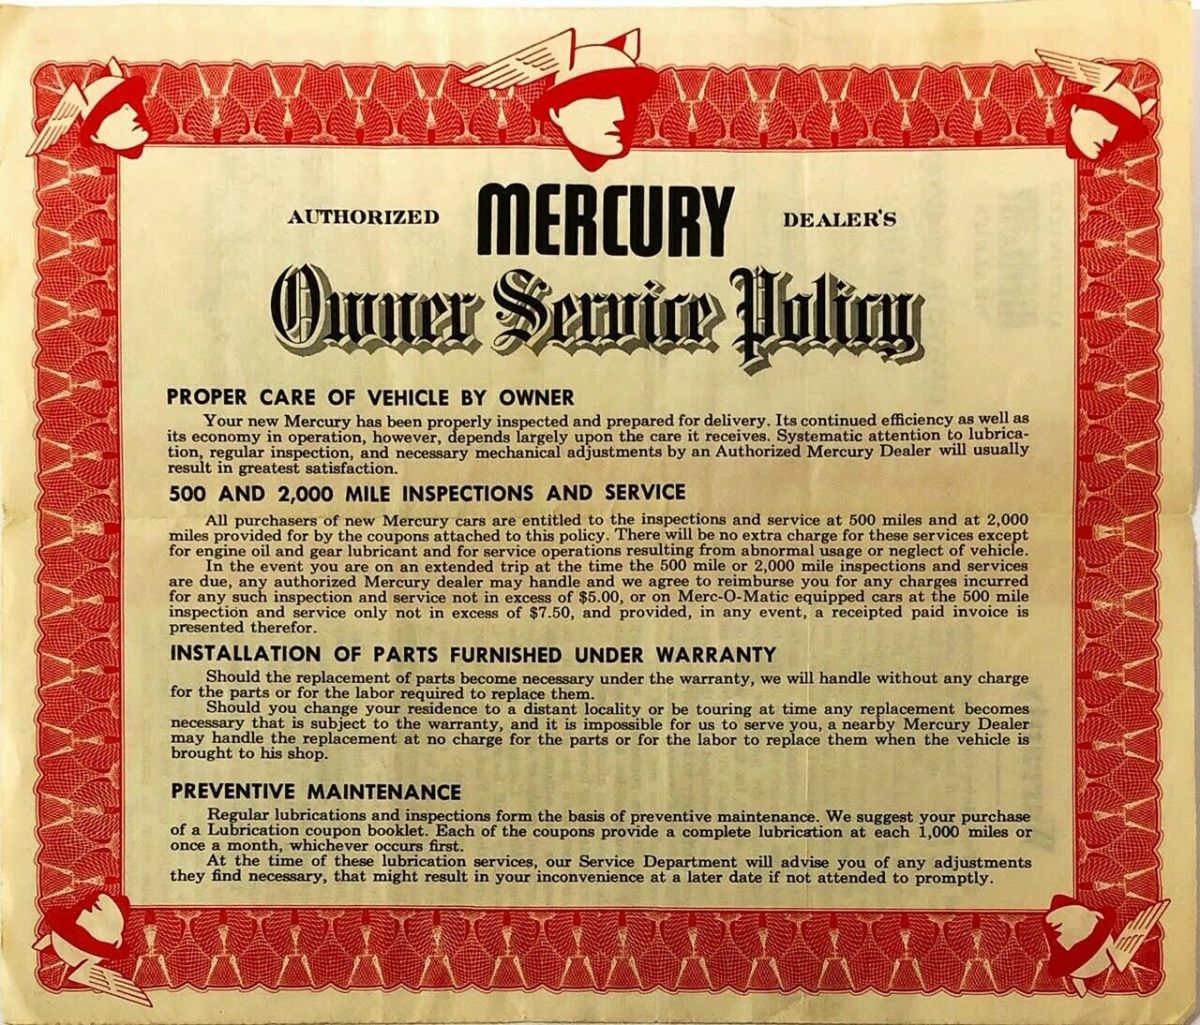 AUTHORIZED MERCURY DEALER'S
Owner Service Policy
PROPER CARE OF VEHICLE BY OWNER
Your new Mercury has been properly inspected and prepared for delivery. Its continued efficiency as well as
its economy in operation, however, depends largely upon the care it receives. Systematic attention to lubrica-
tion, regular inspection, and necessary mechanical adjustments by an Authorized Mercury Dealer will usually
result in greatest satisfaction.
500 AND 2,000 MILE INSPECTIONS AND SERVICE
All purchasers of new Mercury cars are entitled to the inspections and service at 500 miles and at 2,000
miles provided for by the coupons attached to this policy. There will be no extra charge for these services except
for engine oil and gear lubricant and for service operations resulting from abnormal usage or neglect of vehicle.
In the event you are on an extended trip at the time the 500 mile or 2,000 mile inspections and services
are due, any authorized Mercury dealer may handle and we agree to reimburse you for any charges incurred
for any such inspection and service not in excess of $5.00, or on Merc-O-Matic equipped cars at the 500 mile
inspection and service only not in excess of $7.50, and provided, in any event, a receipted paid invoice is
presented therefor.
INSTALLATION OF PARTS FURNISHED UNDER WARRANTY
Should the replacement of parts become necessary under the warranty, we will handle without any charge
for the parts or for the labor required to replace them.
Should you change your residence to a distant locality or be touring at time any replacement becomes
necessary that is subject to the warranty, and it is impossible for us to serve you, a nearby Mercury Dealer
may handle the replacement at no charge for the parts or for the labor to replace them when the vehicle is
brought to his shop.
PREVENTIVE MAINTENANCE
Regular lubrications and inspections form the basis of preventive maintenance. We suggest your purchase
of a Lubrication coupon booklet. Each of the coupons provide a complete lubrication at each 1,000 miles or
once a month, whichever occurs first.
At the time of these lubrication services, our Service Department will advise you of any adjustments
they find necessary, that might result in your inconvenience at a later date if not attended to promptly.